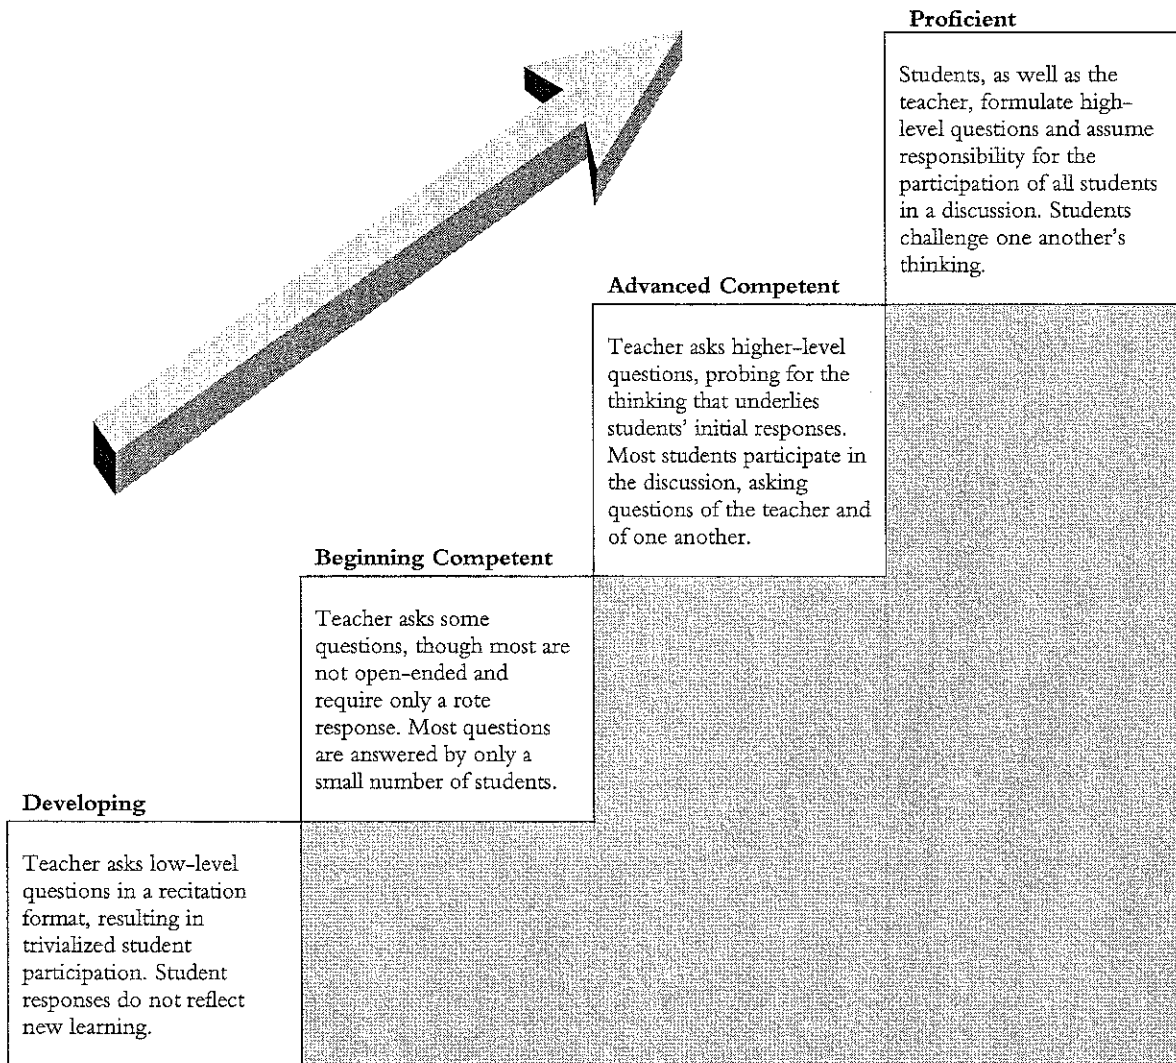 Proficient
Students, as well as the
teacher, formulate high-
level questions and assume
responsibility for the
participation of all students
in a discussion. Students
challenge one another's
thinking.
Advanced Competent
Teacher asks higher-level
questions, probing for the
thinking that underlies
students' initial responses.
Most students participate in
the discussion, asking
questions of the teacher and
of one another.
Beginning Competent
Teacher asks some
questions, though most are
not open-ended and
require only a rote
response. Most questions
are answered by only a
small number of students.
Developing
Teacher asks low-level
questions in a recitation
format, resulting in
trivialized student
participation. Student
responses do not reflect
new learning.